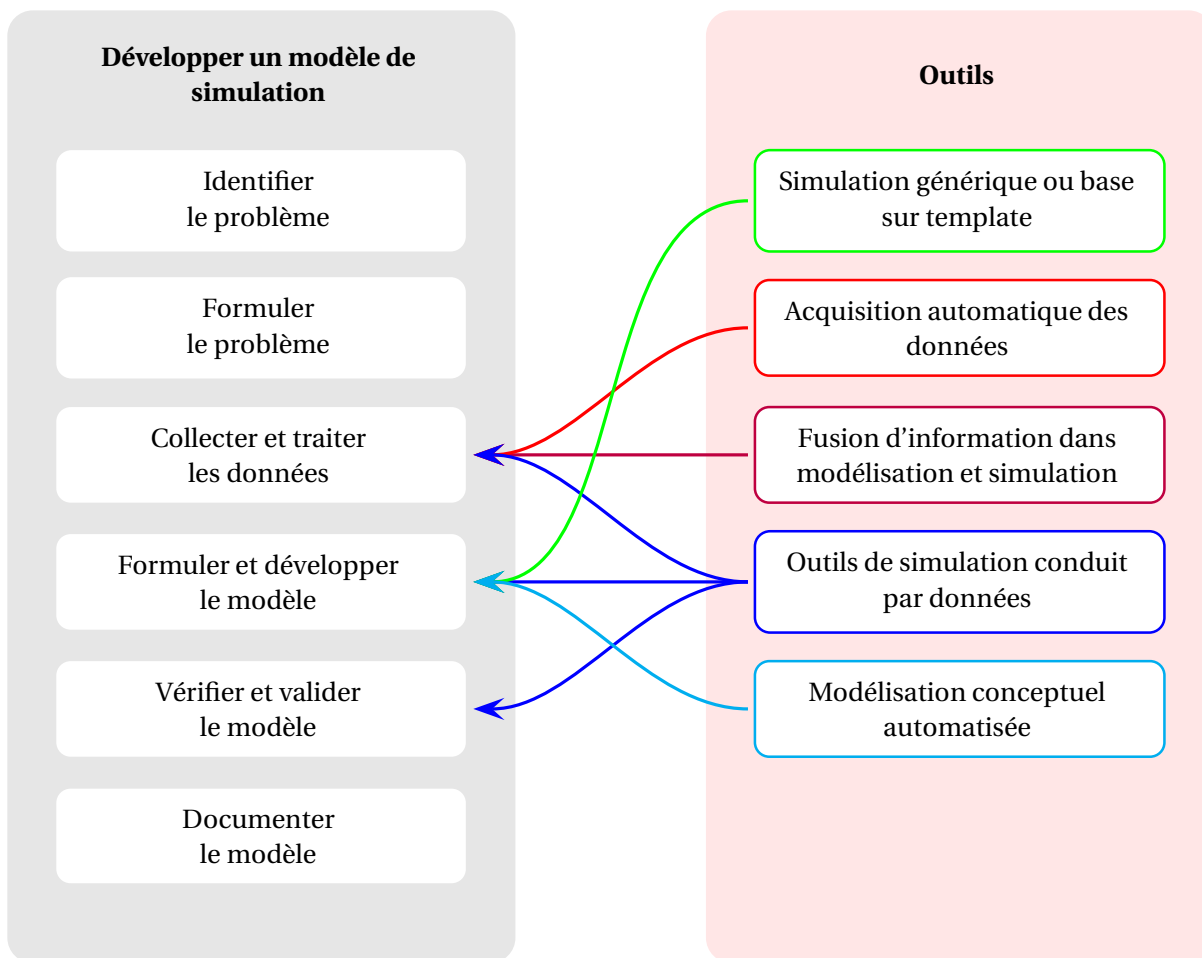 Développer un modèle de
simulation
Identifier
le problème
Formuler
le problème
Collecter et traiter
les données
Formuler et développer
le modèle
Vérifier et valider
le modèle
Documenter
le modèle
Outils
Simulation générique ou base
sur template
Acquisition automatique des
données
Fusion d’information dans
modélisation et simulation
Outils de simulation conduit
par données
Modélisation conceptuel
automatisée